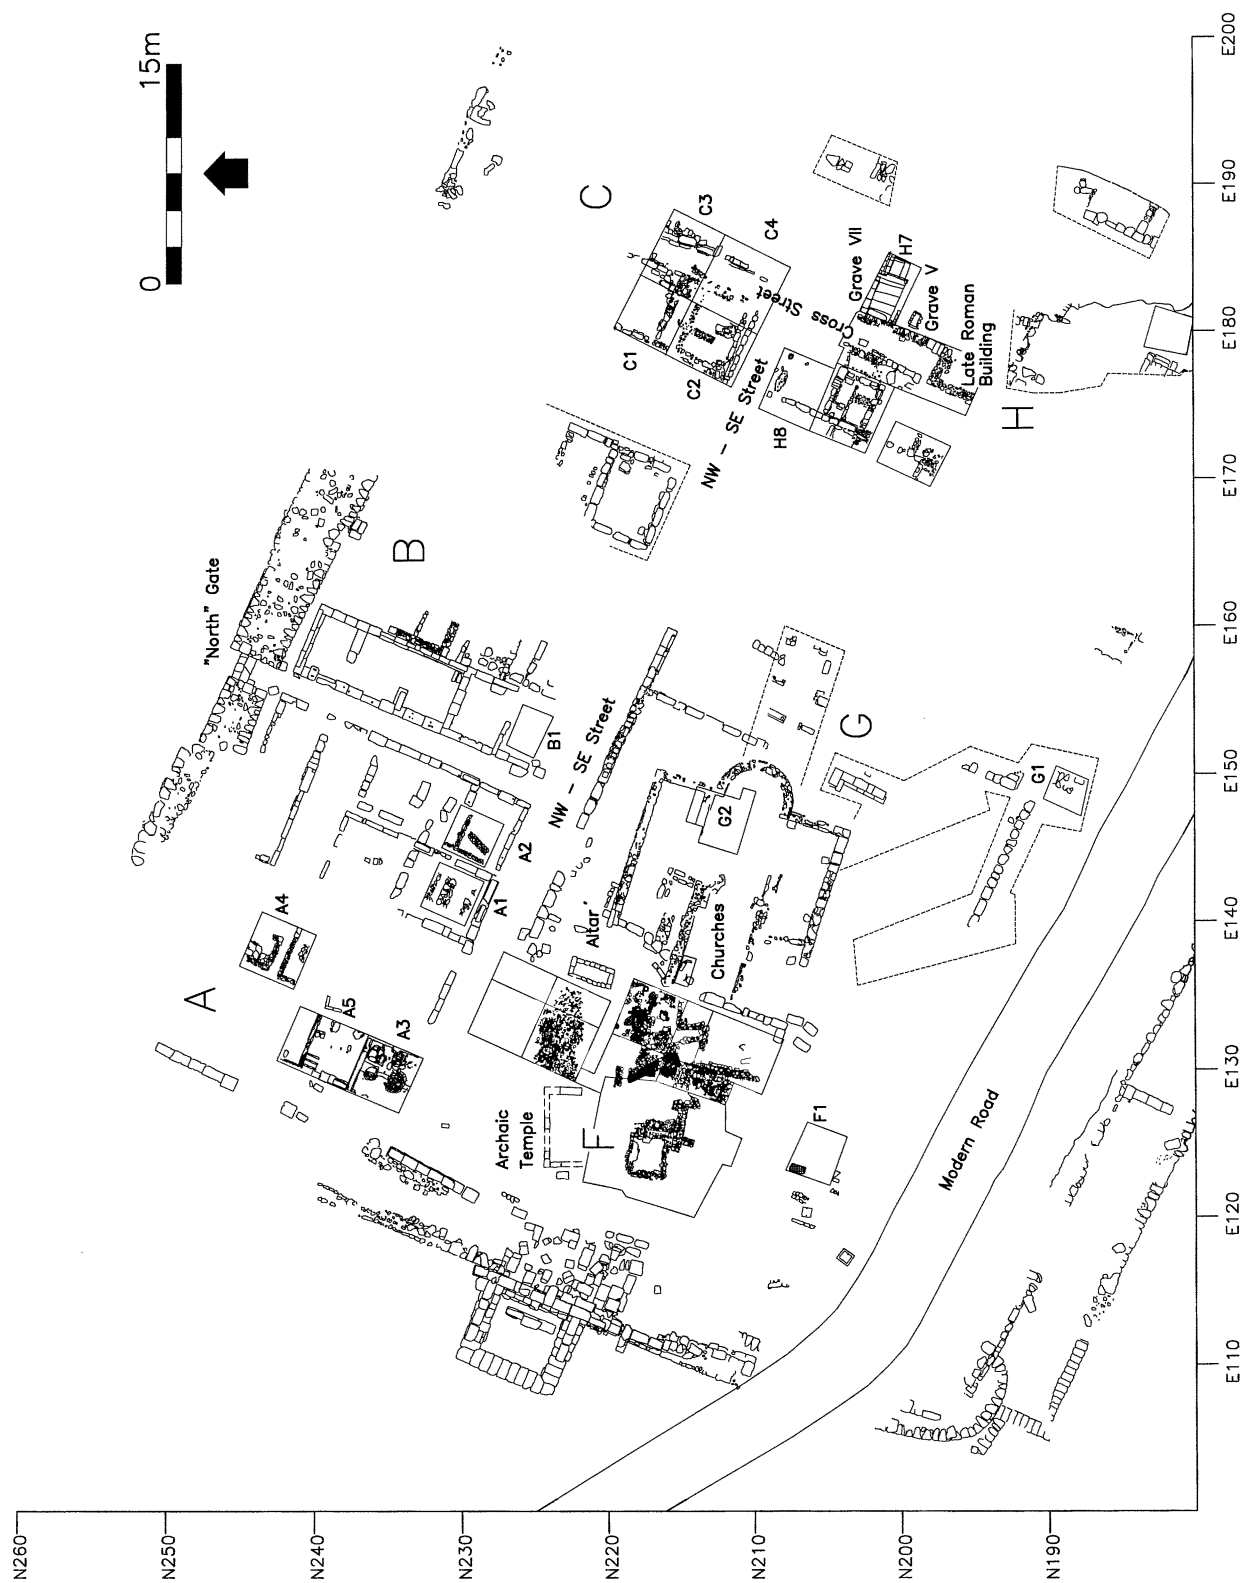 N260
N250
N240
N230
N220
N210
N200
N190
E110
E120
E130
E140
E150
E160
E170
E180
E190
E200
0
15m
"North" Gate
A
A4
A5
A3
A1
A2
B
B1
NW – SE Street
Altar
Archaic
Temple
F
F1
Churches
G2
G
G1
C
C1
C2
C3
C4
NW – SE Street
Cross Street
H8
Grave VII
H7
Grave V
Late Roman
Building
H
Modern Road